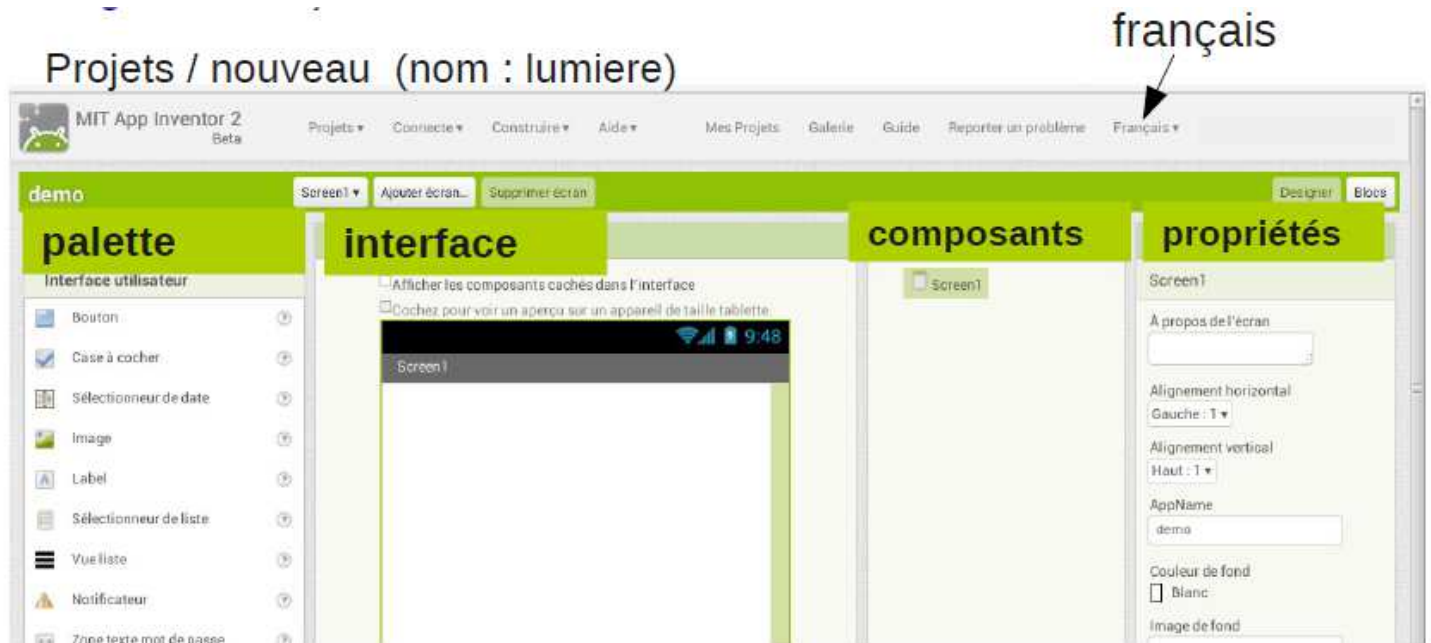 français
Projets / nouveau (nom : lumiere)
MIT App Inventor 2
Beta
Projets Connecte Construire Aide Mes Projets Galerie Guide Reporter un problème Français
demo
Screen1 Ajouter écran... Supprimer écran Designer Blocs
palette interface composants propriétés
Interface utilisateur
Bouton
Case à cocher
Sélectionneur de date
Image
Label
Sélectionneur de liste
Vue liste
Notificateur
Zone texte mot de passe
Afficher les composants cachés dans l'interface
Cochez pour voir un aperçu sur un appareil de taille tablette.
9:48
Screen1
Screen1
Screen1
À propos de l'écran
Alignement horizontal
Gauche : 1
Alignement vertical
Haut : 1
AppName
demo
Couleur de fond
Blanc
Image de fond